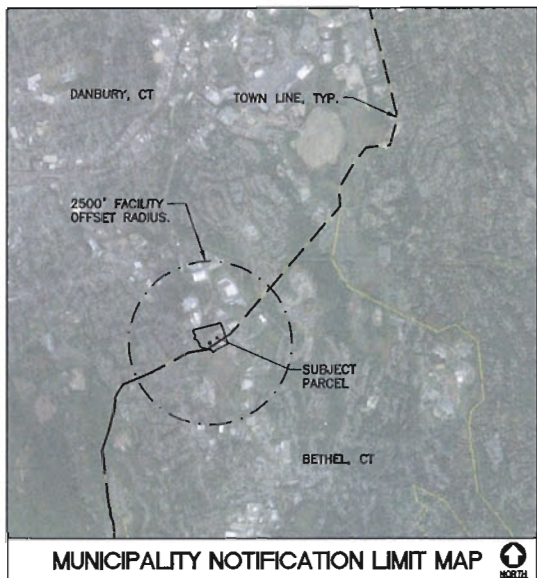 DANBURY, CT
TOWN LINE, TYP.
2500' FACILITY
OFFSET RADIUS.
SUBJECT
PARCEL
BETHEL, CT
MUNICIPALITY NOTIFICATION LIMIT MAP
NORTH